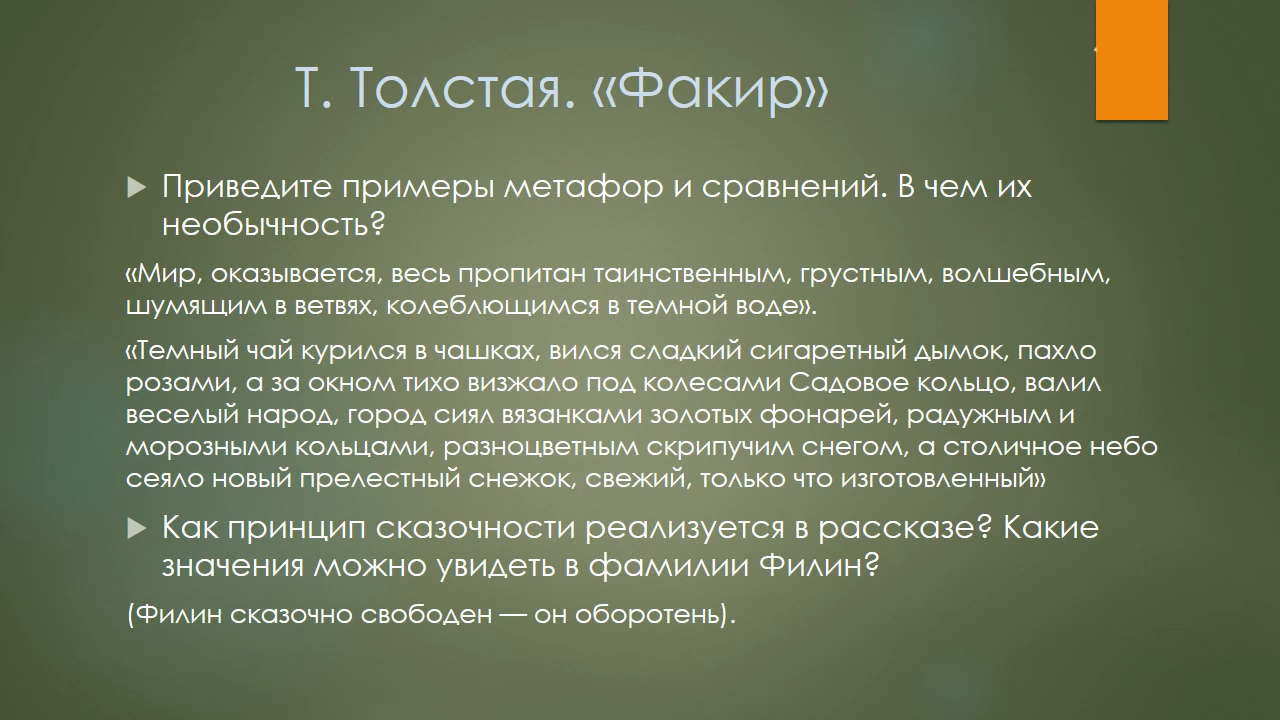 Т. Толстая. «Факир»
Приведите примеры метафор и сравнений. В чем их
необычность?
«Мир, оказывается, весь пропитан таинственным, грустным, волшебным,
шумящим в ветвях, колеблющимся в темной воде».
«Темный чай курился в чашках, вился сладкий сигаретный дымок, пахло
розами, а за окном тихо визжало под колесами Садовое кольцо, валил
веселый народ, город сиял вязанками золотых фонарей, радужным и
морозными кольцами, разноцветным скрипучим снегом, а столичное небо
сеяло новый прелестный снежок, свежий, только что изготовленный»
Как принцип сказочности реализуется в рассказе? Какие
значения можно увидеть в фамилии Филин?
(Филин сказочно свободен — он оборотень).